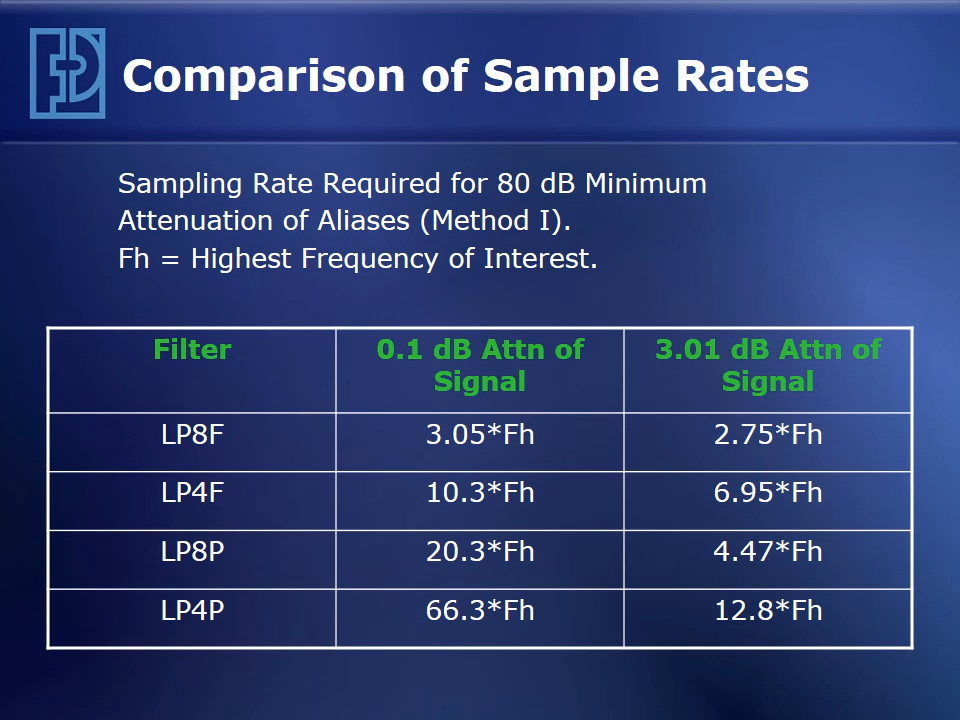 Comparison of Sample Rates
Sampling Rate Required for 80 dB Minimum
Attenuation of Aliases (Method I).
Fh = Highest Frequency of Interest.
Filter 0.1 dB Attn of Signal 3.01 dB Attn of Signal
LP8F 3.05*Fh 2.75*Fh
LP4F 10.3*Fh 6.95*Fh
LP8P 20.3*Fh 4.47*Fh
LP4P 66.3*Fh 12.8*Fh